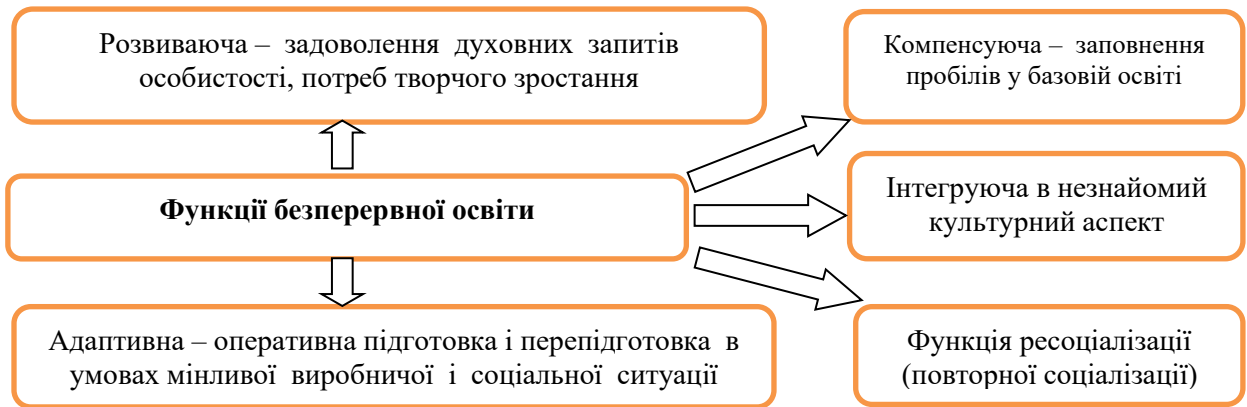 Розвиваюча – задоволення духовних запитів
особистості, потреб творчого зростання
Компенсуюча – заповнення
пробілів у базовій освіті
Функції безперервної освіти
Інтегруюча в незнайомий
культурний аспект
Адаптивна – оперативна підготовка і перепідготовка в
умовах мінливої виробничої і соціальної ситуації
Функція ресоціалізації
(повторної соціалізації)